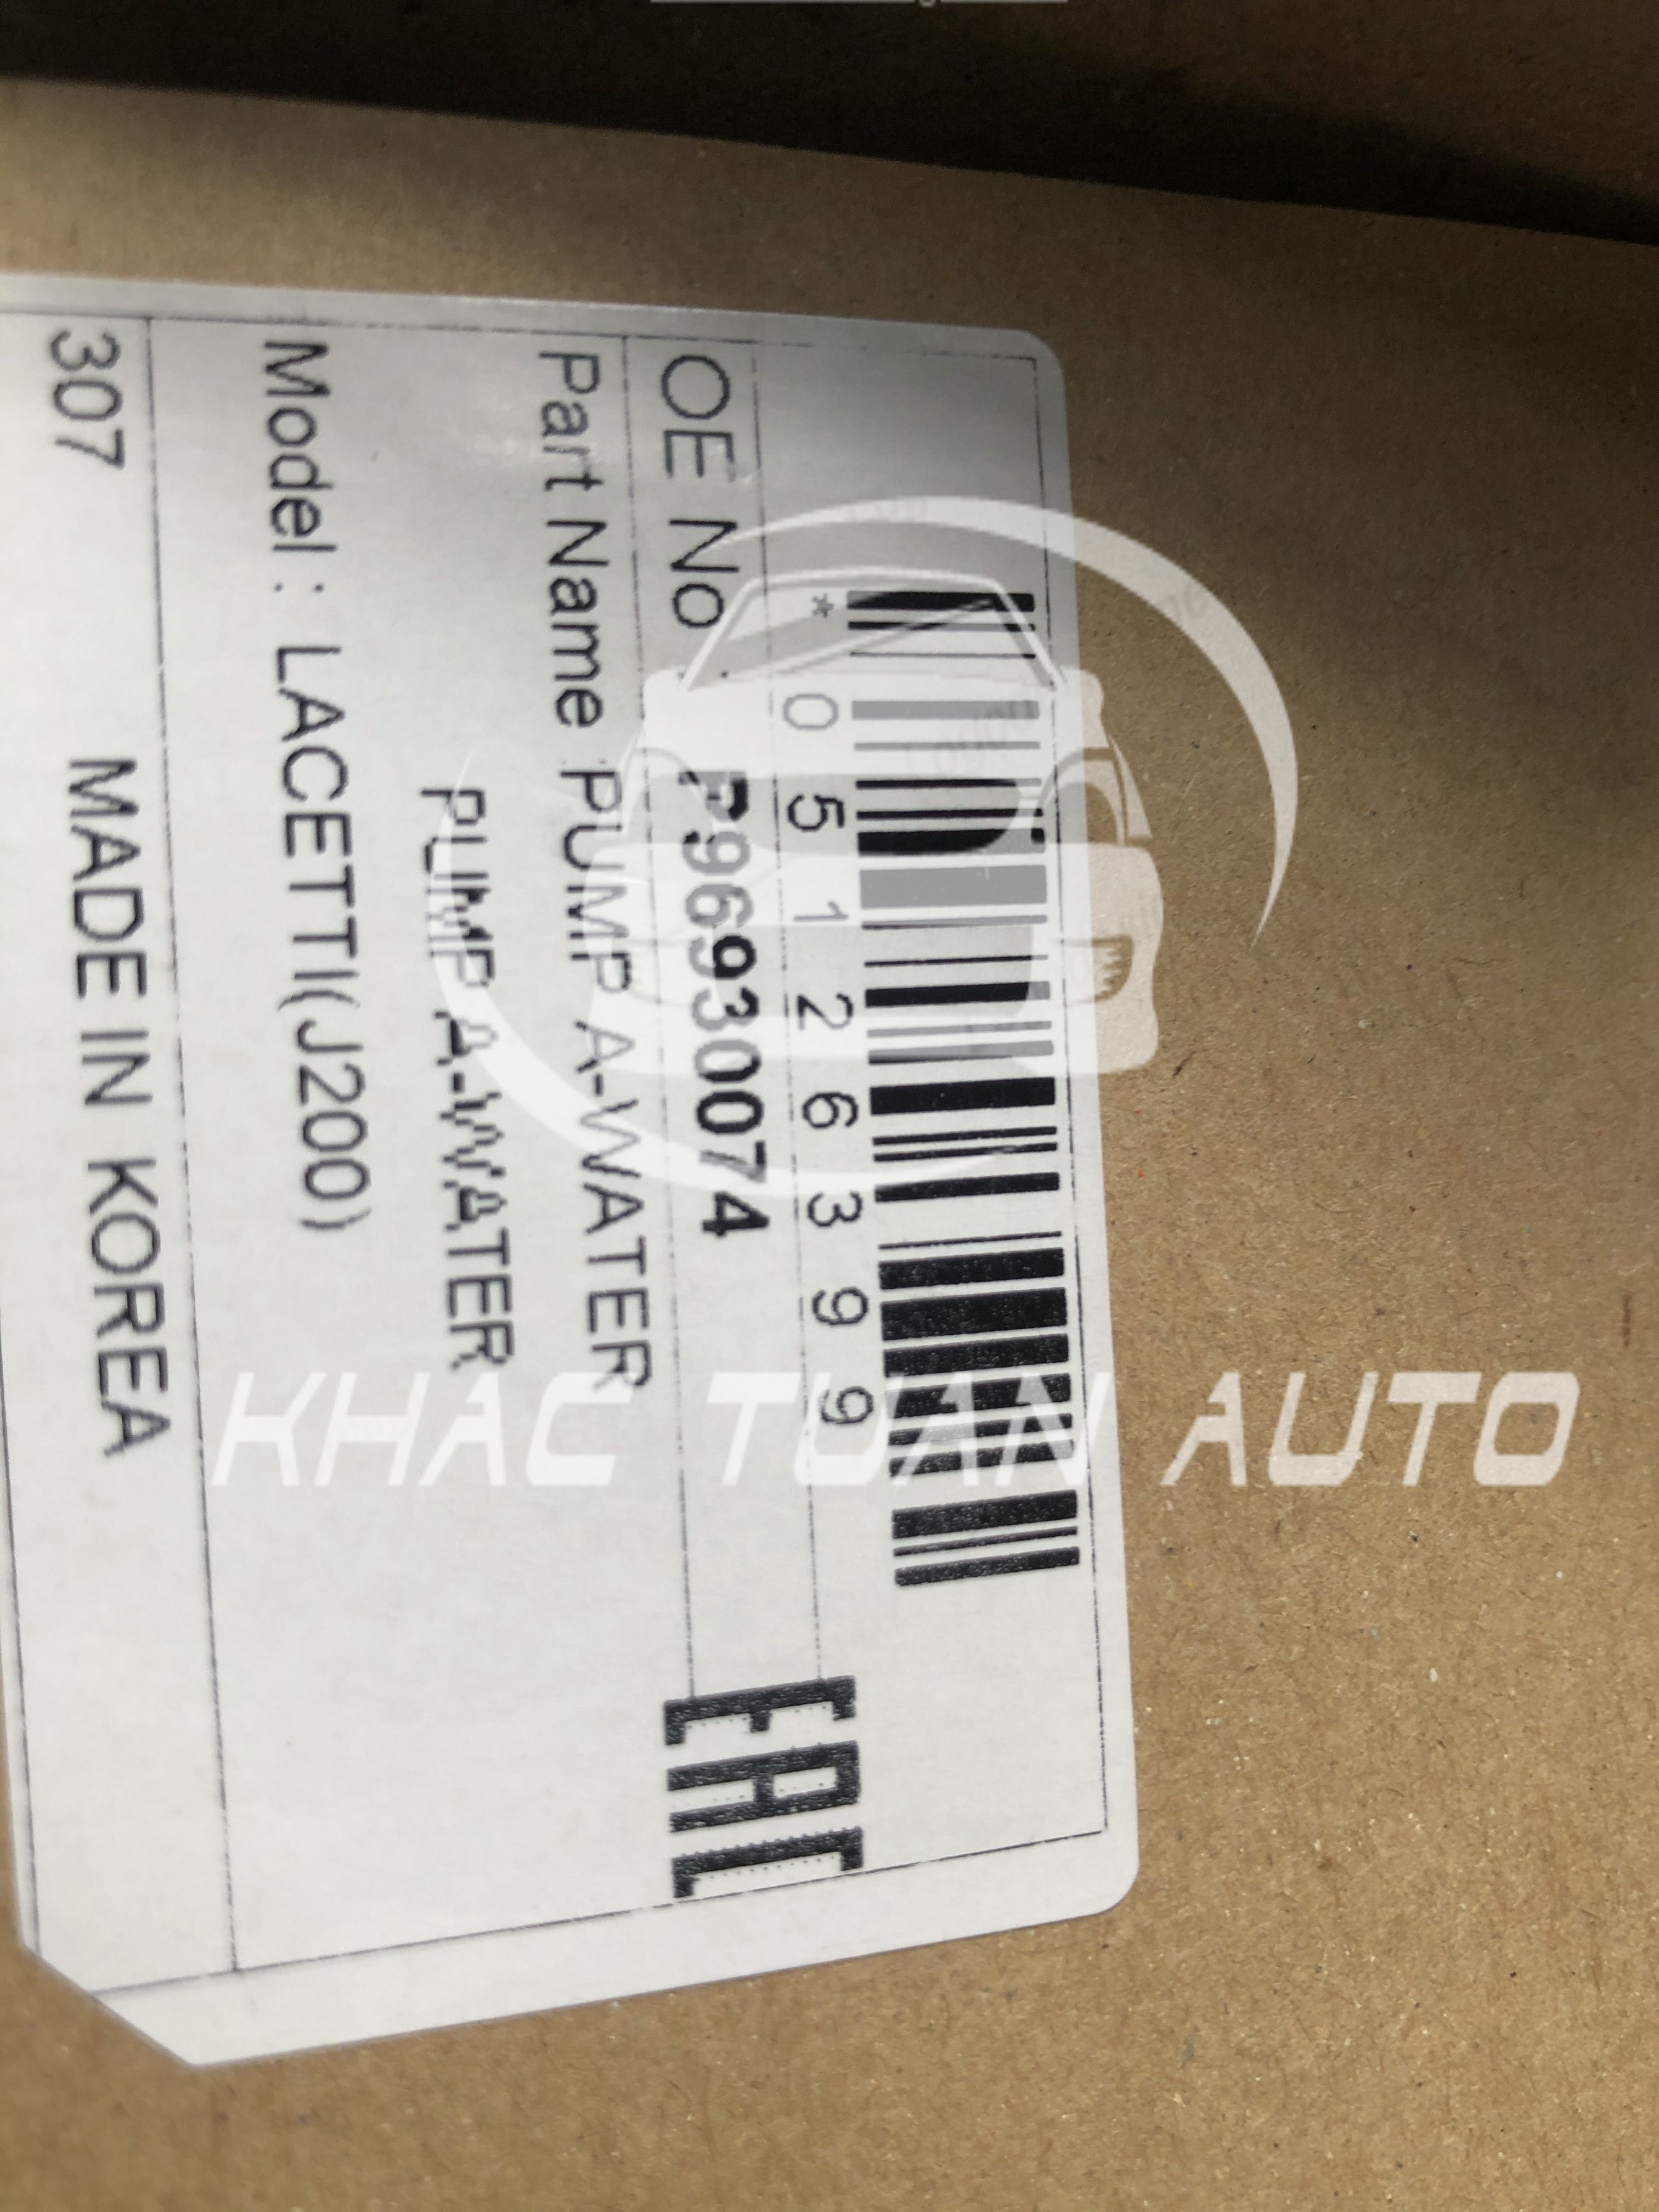 * 0 5 1 2 6 3 9 9
OE No : P96930074
EAC
Part Name : PUMP A-WATER
PUMP A-WATER
Model : LACETTI(J200)
307 MADE IN KOREA
KHAC TUAN AUTO